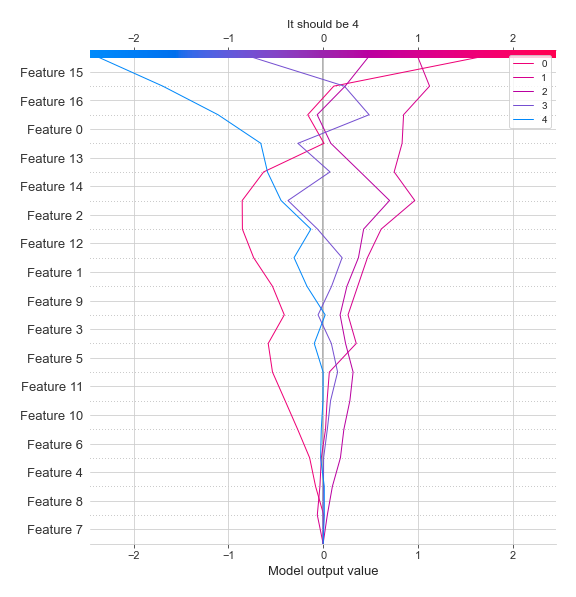 It should be 4
−2 −1 0 1 2
0
1
2
3
4
Feature 15
Feature 16
Feature 0
Feature 13
Feature 14
Feature 2
Feature 12
Feature 1
Feature 9
Feature 3
Feature 5
Feature 11
Feature 10
Feature 6
Feature 4
Feature 8
Feature 7
−2 −1 0 1 2
Model output value